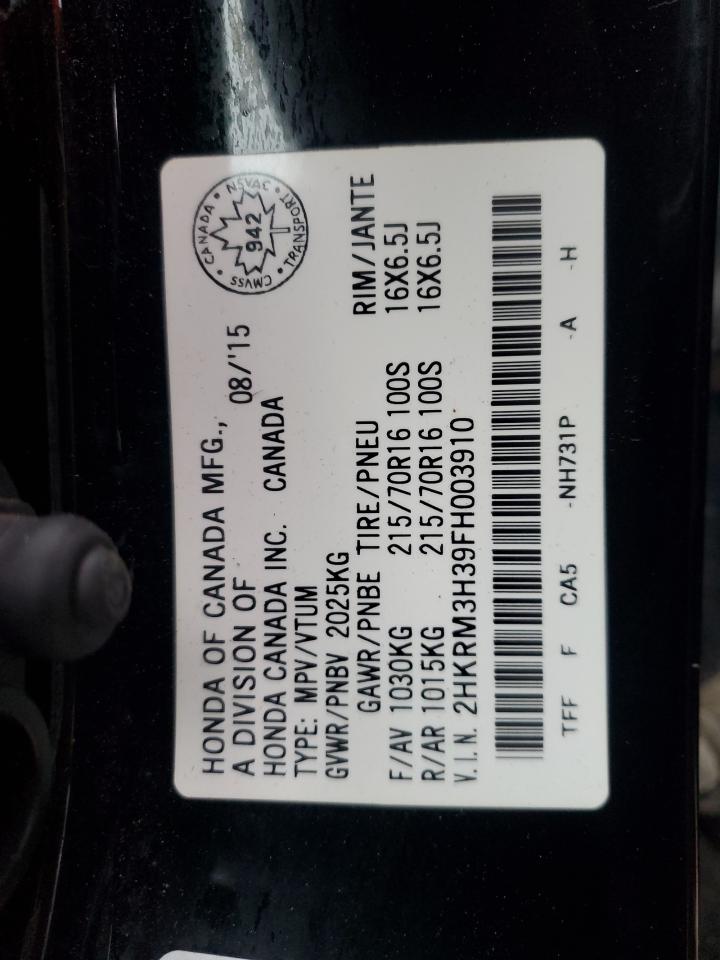 HONDA OF CANADA MFG.,
A DIVISION OF 08/'15
HONDA CANADA INC. CANADA
TYPE: MPV/VTUM
GVWR/PNBV 2025KG
GAWR/PNBE TIRE/PNEU RIM/JANTE
F/AV 1030KG 215/70R16 100S 16X6.5J
R/AR 1015KG 215/70R16 100S 16X6.5J
V.I.N. 2HKRM3H39FH003910
TFF F CA5 -NH731P -A -H
CANADA • NSVAC • TRANSPORT • CMVSS •
942